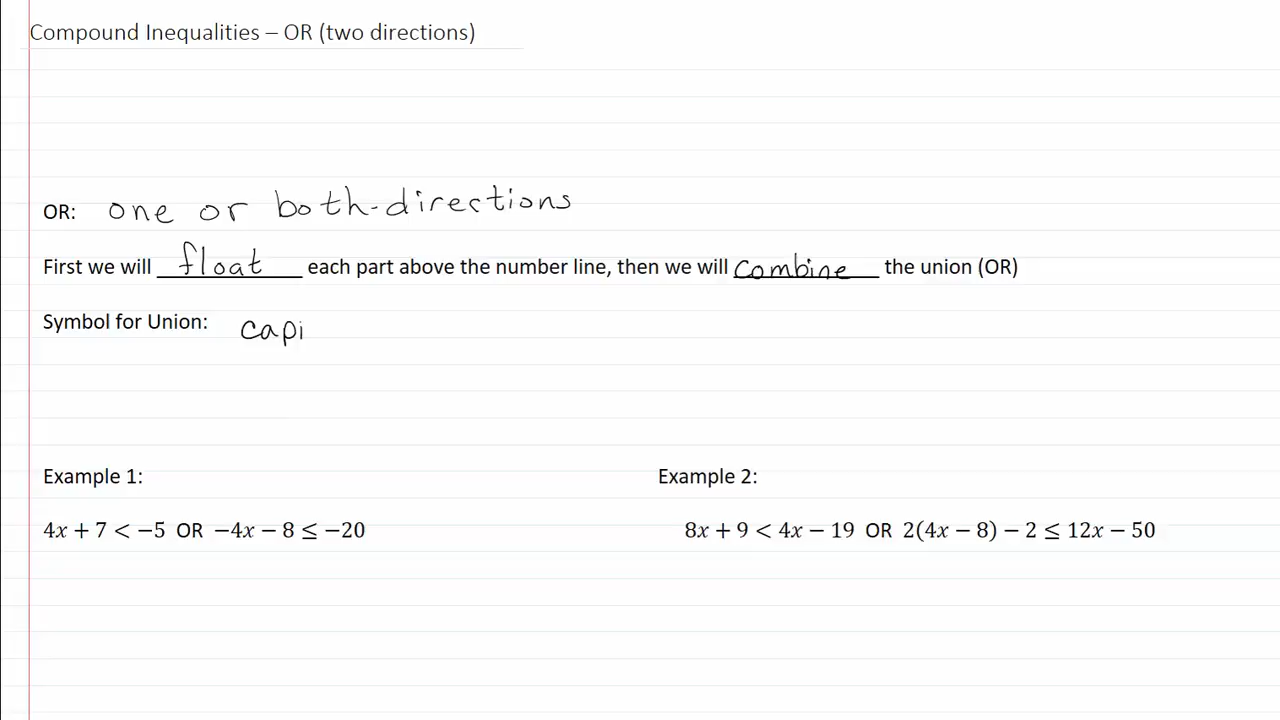 Compound Inequalities – OR (two directions)
OR: one or both-directions
First we will float each part above the number line, then we will combine the union (OR)
Symbol for Union: capi
Example 1: Example 2:
4x + 7 < −5 OR −4x − 8 ≤ −20 8x + 9 < 4x − 19 OR 2(4x − 8) − 2 ≤ 12x − 50